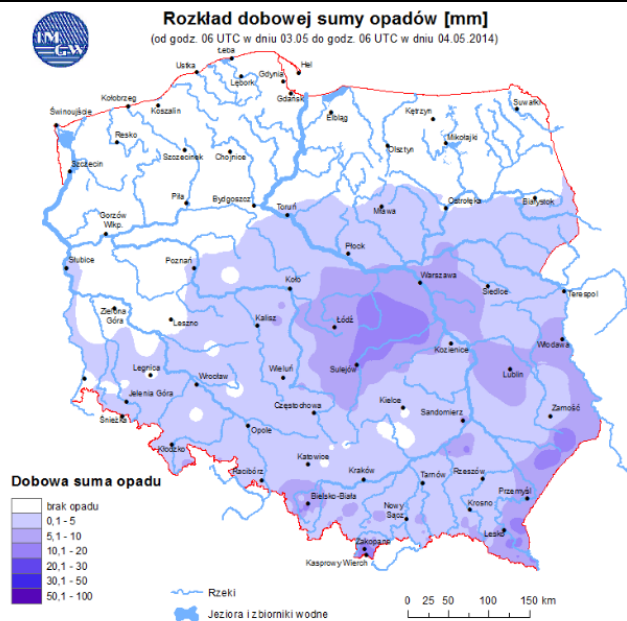 IM
GW
Rozkład dobowej sumy opadów [mm]
(od godz. 06 UTC w dniu 03.05 do godz. 06 UTC w dniu 04.05.2014)
Łeba
Ustka
Hel
Gdynia
Lębork
Gdańsk
Kołobrzeg
Koszalin
Suwałki
Świnoujście
Elbląg
Kętrzyn
Resko
Mikołajki
Olsztyn
Szczecinek
Chojnice
Szczecin
Piła
Bydgoszcz
Toruń
Mława
Ostrołęka
Białystok
Gorzów
Wlkp.
Płock
Słubice
Poznań
Warszawa
Koło
Siedlce
Terespol
Zielona
Góra
Leszno
Kalisz
Łódź
Kozienice
Włodawa
Legnica
Wrocław
Wieluń
Sulejów
Lublin
Jelenia Góra
Śnieżka
Częstochowa
Kielce
Sandomierz
Zamość
Opole
Kłodzko
Katowice
Racibórz
Kraków
Tarnów
Rzeszów
Przemyśl
Bielsko-Biała
Nowy
Sącz
Krosno
Lesko
Zakopane
Kasprowy Wierch
Dobowa suma opadu
brak opadu
0,1 - 5
5,1 - 10
10,1 - 20
20,1 - 30
30,1 - 50
50,1 - 100
Rzeki
Jeziora i zbiorniki wodne
0 25 50 100 150 km